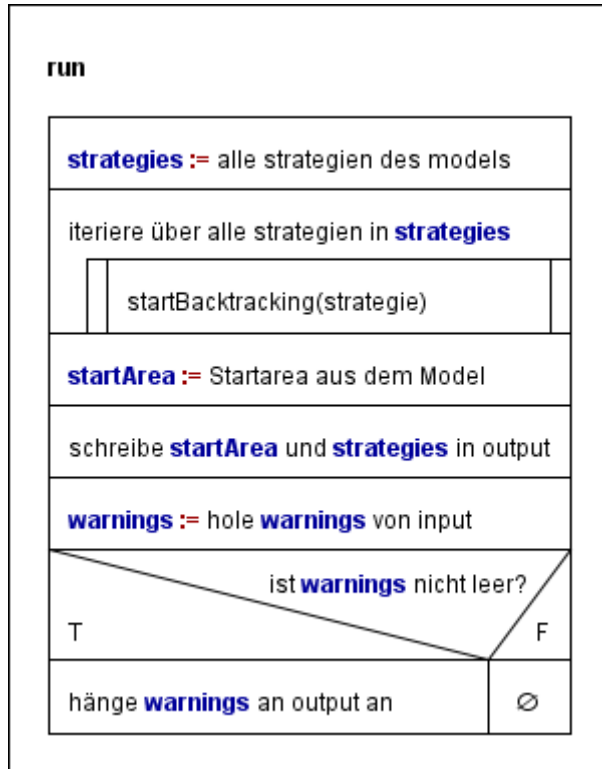 run
strategies := alle strategien des models
iteriere über alle strategien in strategies
startBacktracking(strategie)
startArea := Startarea aus dem Model
schreibe startArea und strategies in output
warnings := hole warnings von input
ist warnings nicht leer?
T F
hänge warnings an output an ∅